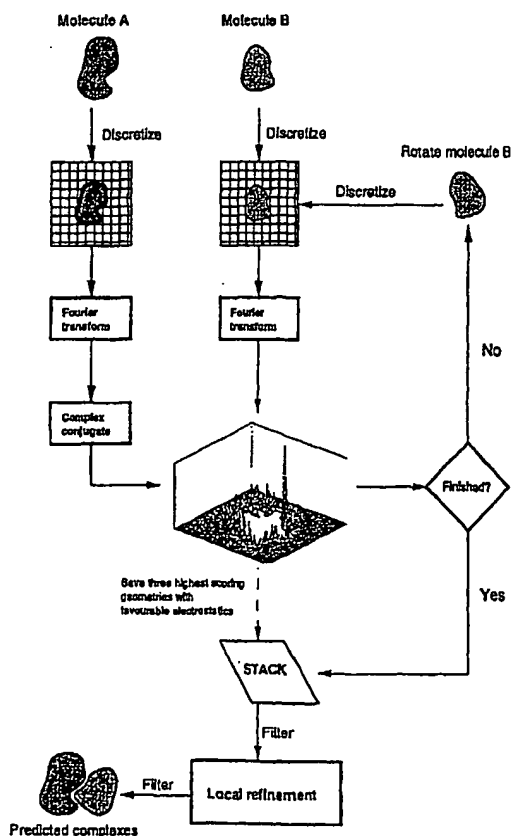 Molecule A
Molecule B
Discretize
Discretize
Rotate molecule B
Discretize
Fourier
transform
Fourier
transform
No
Complex
conjugate
Finished?
Save three highest scoring
geometries with
favourable electrostatics
Yes
STACK
Filter
Filter
Local refinement
Predicted complexes